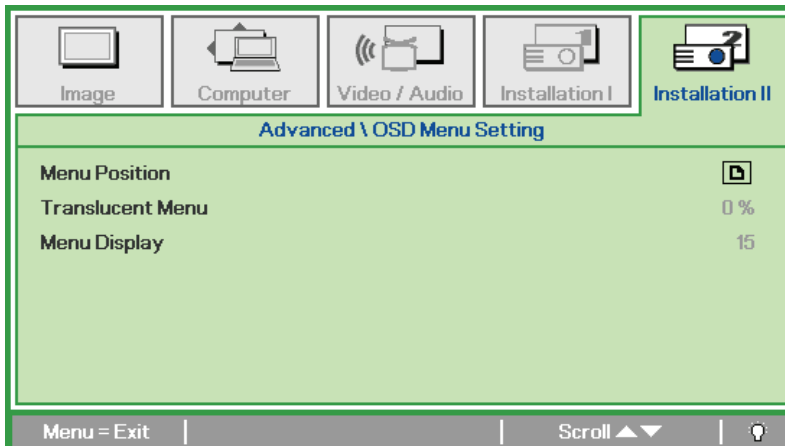 Image
Computer
Video / Audio
Installation I
Installation II
Advanced \ OSD Menu Setting
Menu Position
Translucent Menu 0 %
Menu Display 15
Menu = Exit Scroll ▲▼